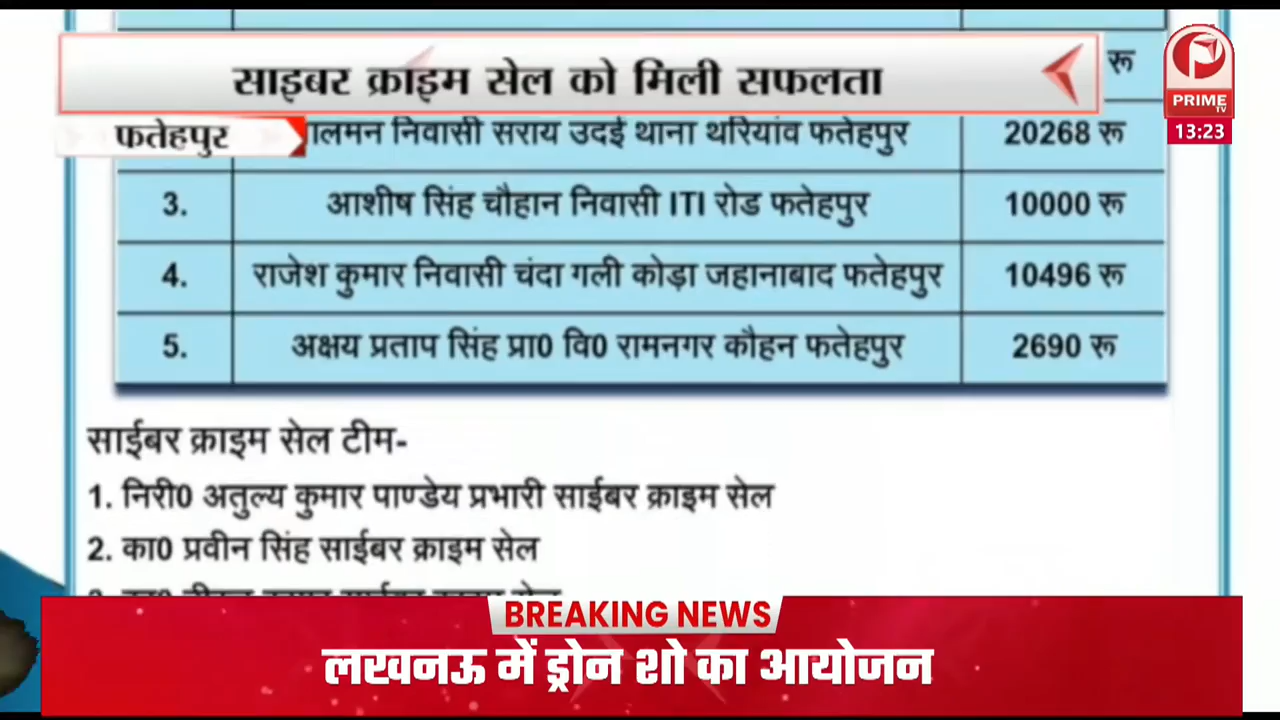 साइबर क्राइम सेल को मिली सफलता
रू
PRIME
TV
13:23
फतेहपुर
निवासी सराय उदई थाना थरियांव फतेहपुर 20268 रू
3. आशीष सिंह चौहान निवासी ITI रोड फतेहपुर 10000 रू
4. राजेश कुमार निवासी चंदा गली कोड़ा जहानाबाद फतेहपुर 10496 रू
5. अक्षय प्रताप सिंह प्रा0 वि0 रामनगर कौहन फतेहपुर 2690 रू
साईबर क्राइम सेल टीम-
1. निरी0 अतुल्य कुमार पाण्डेय प्रभारी साईबर क्राइम सेल
2. का0 प्रवीन सिंह साईबर क्राइम सेल
BREAKING NEWS
लखनऊ में ड्रोन शो का आयोजन